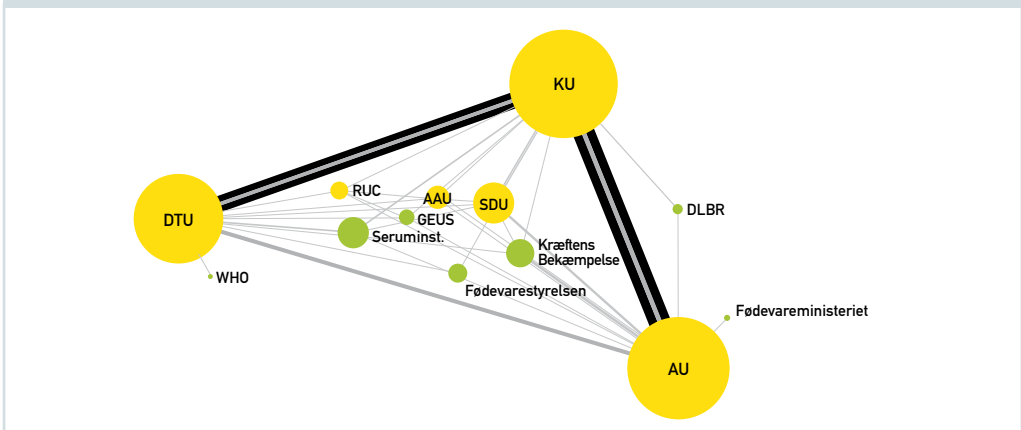 KU
RUC
AAU
SDU
DTU
GEUS
DLBR
Seruminst.
Kræftens
Bekæmpelse
WHO
Fødevarestyrelsen
Fødevareministeriet
AU